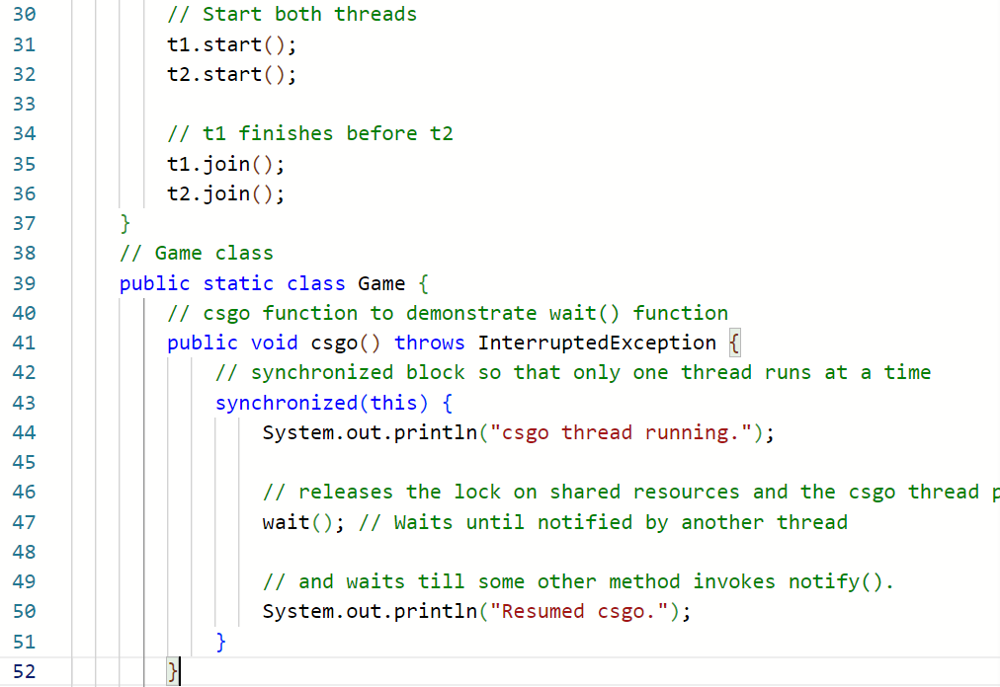 30 // Start both threads
31 t1.start();
32 t2.start();
33
34 // t1 finishes before t2
35 t1.join();
36 t2.join();
37 }
38 // Game class
39 public static class Game {
40 // csgo function to demonstrate wait() function
41 public void csgo() throws InterruptedException {
42 // synchronized block so that only one thread runs at a time
43 synchronized(this) {
44 System.out.println("csgo thread running.");
45
46 // releases the lock on shared resources and the csgo thread
47 wait(); // Waits until notified by another thread
48
49 // and waits till some other method invokes notify().
50 System.out.println("Resumed csgo.");
51 }
52 }